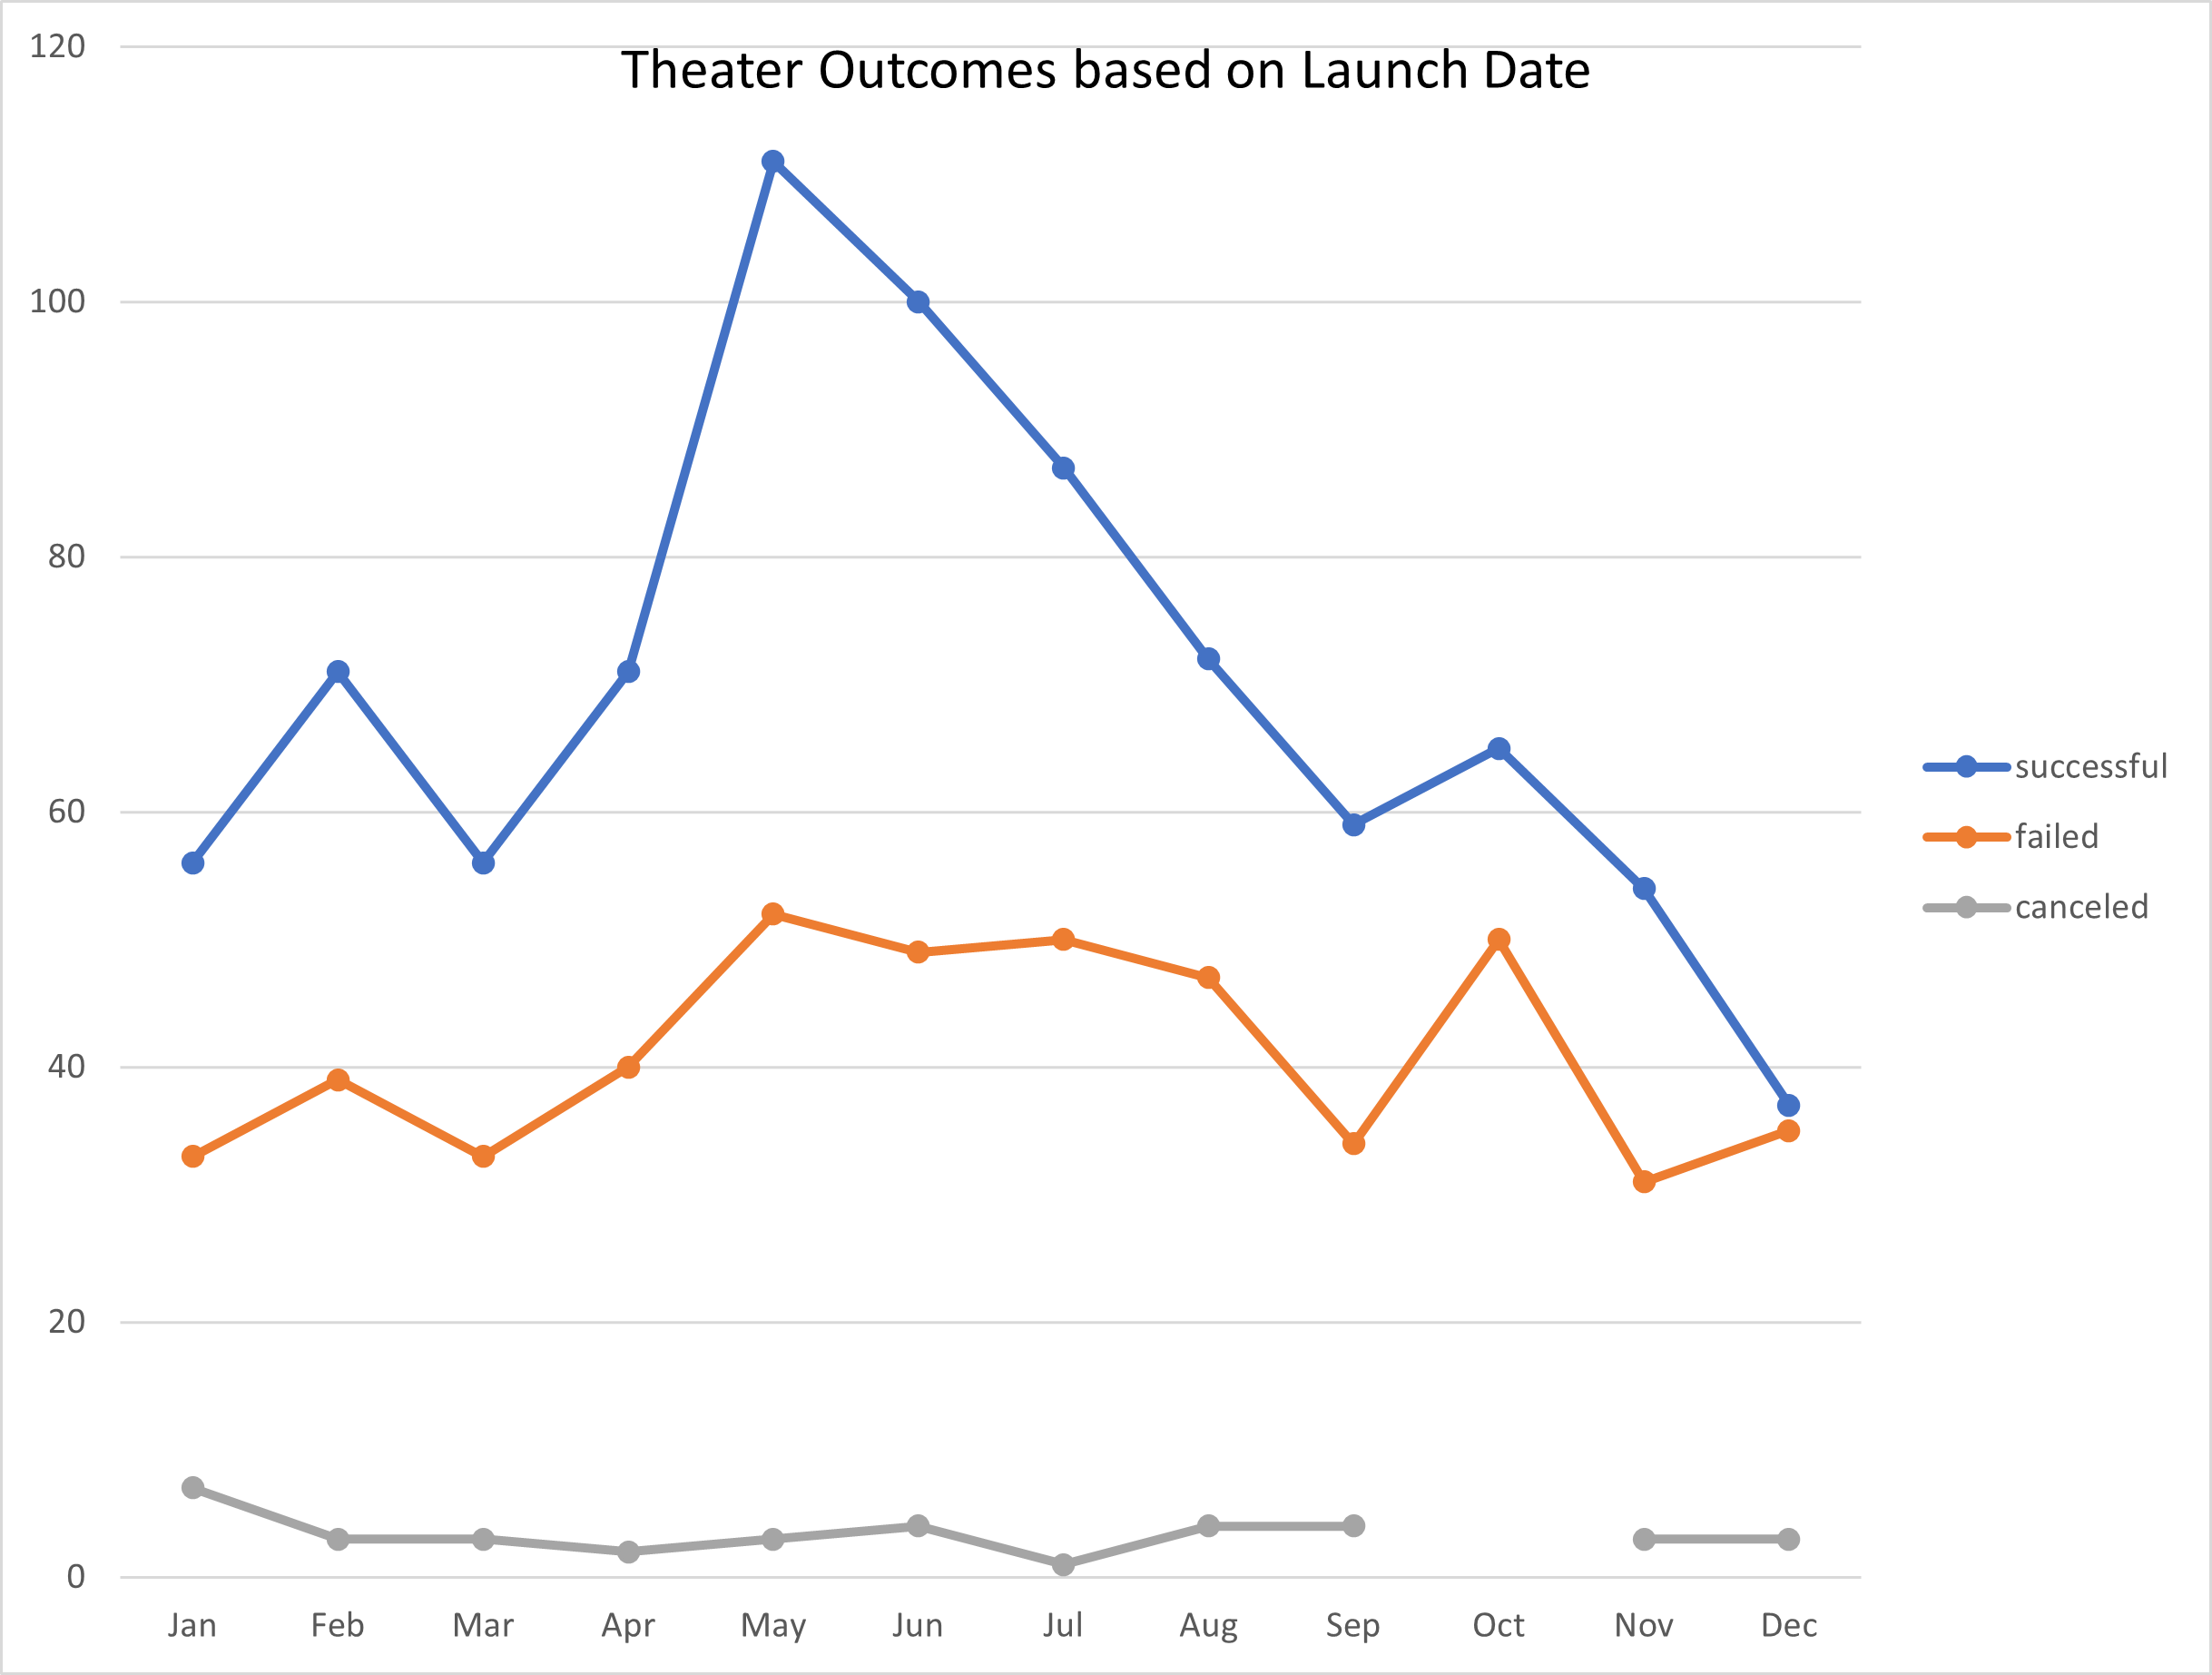 Theater Outcomes based on Launch Date
120
100
80
60
40
20
0
Jan Feb Mar Apr May Jun Jul Aug Sep Oct Nov Dec
successful
failed
canceled